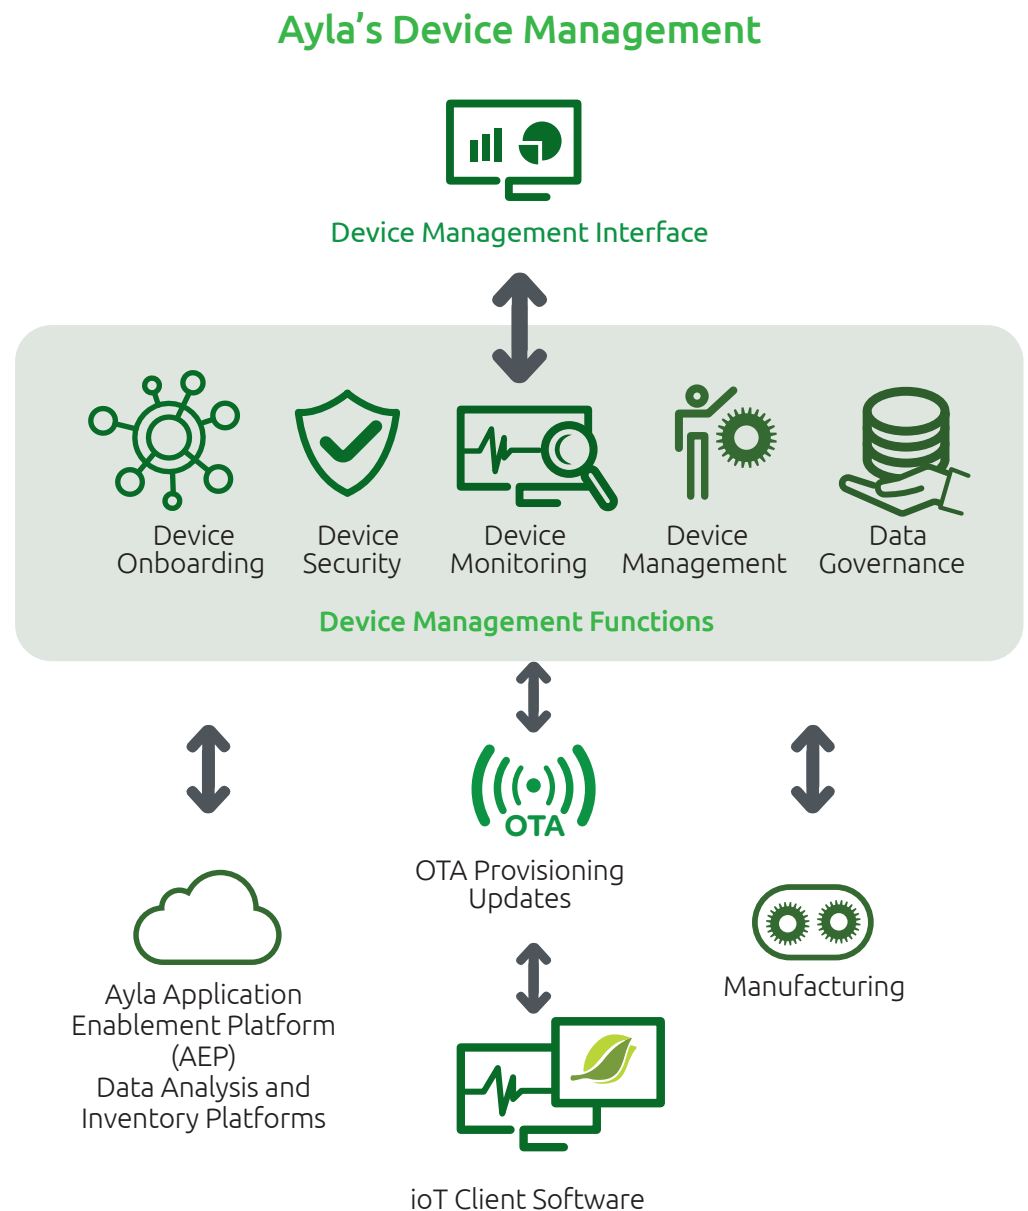 Ayla's Device Management
Device Management Interface
Device
Onboarding
Device
Security
Device
Monitoring
Device
Management
Data
Governance
Device Management Functions
OTA
OTA Provisioning
Updates
Ayla Application
Enablement Platform
(AEP)
Data Analysis and
Inventory Platforms
Manufacturing
ioT Client Software